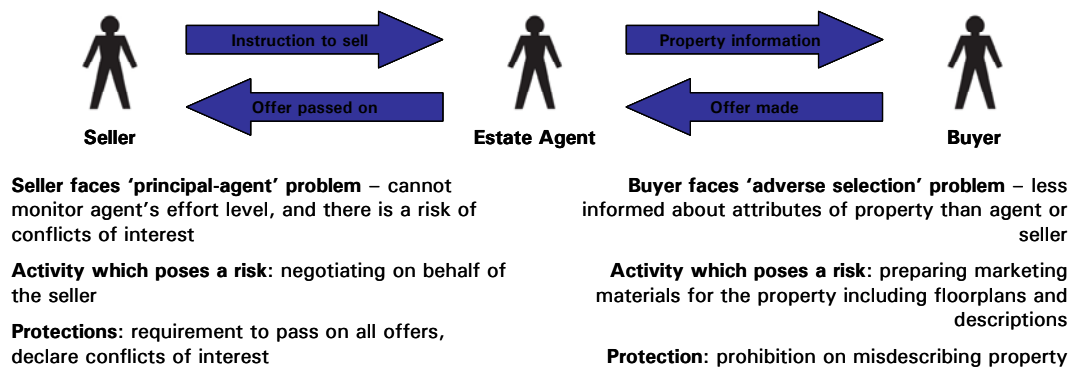 Instruction to sell
Property information
Offer passed on
Offer made
Seller
Estate Agent
Buyer
Seller faces ‘principal-agent’ problem – cannot
monitor agent’s effort level, and there is a risk of
conflicts of interest
Activity which poses a risk: negotiating on behalf of
the seller
Protections: requirement to pass on all offers,
declare conflicts of interest
Buyer faces ‘adverse selection’ problem – less
informed about attributes of property than agent or
seller
Activity which poses a risk: preparing marketing
materials for the property including floorplans and
descriptions
Protection: prohibition on misdescribing property